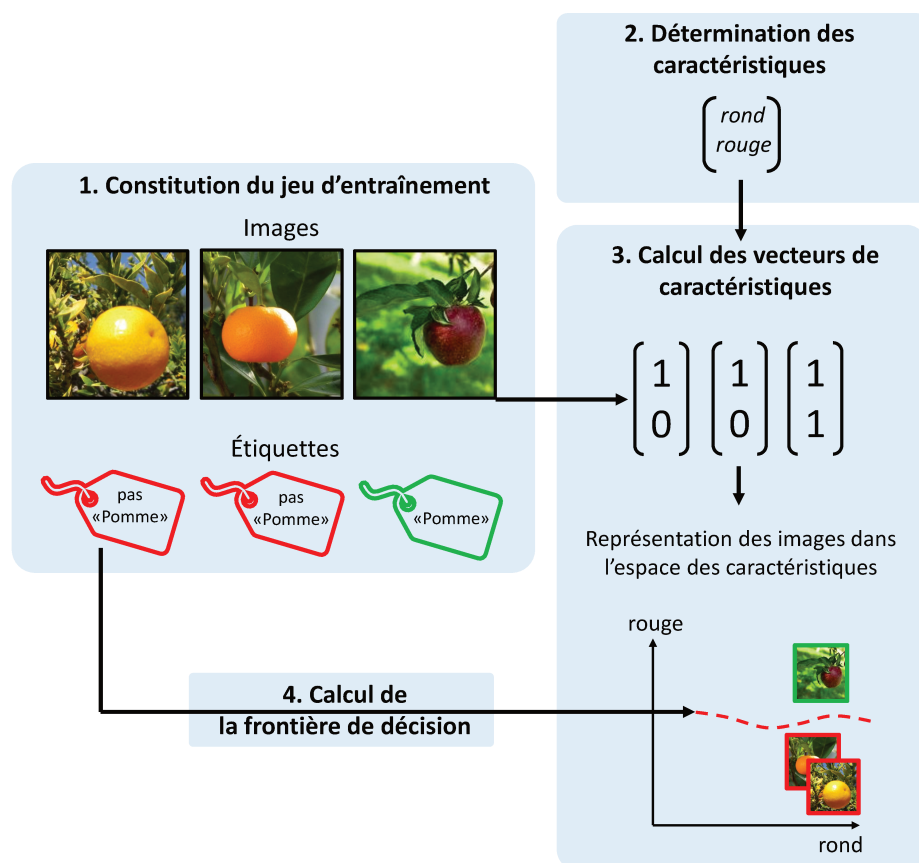 1. Constitution du jeu d’entraînement
Images
Étiquettes
pas
«Pomme»
pas
«Pomme»
«Pomme»
2. Détermination des
caractéristiques
rond
rouge
3. Calcul des vecteurs de
caractéristiques
1 1 1
0 0 1
Représentation des images dans
l’espace des caractéristiques
rouge
rond
4. Calcul de
la frontière de décision